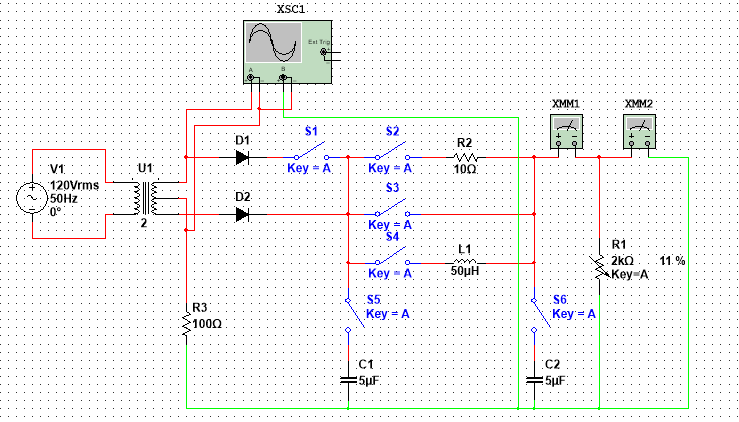 XSC1
Ext Trig
A
B
XMM1
XMM2
D1
S1
Key = A
S2
Key = A
R2
10Ω
V1
120Vrms
50Hz
0°
U1
2
D2
S3
Key = A
S4
Key = A
L1
50µH
R1
2kΩ
Key=A
11 %
R3
100Ω
S5
Key = A
S6
Key = A
C1
5µF
C2
5µF